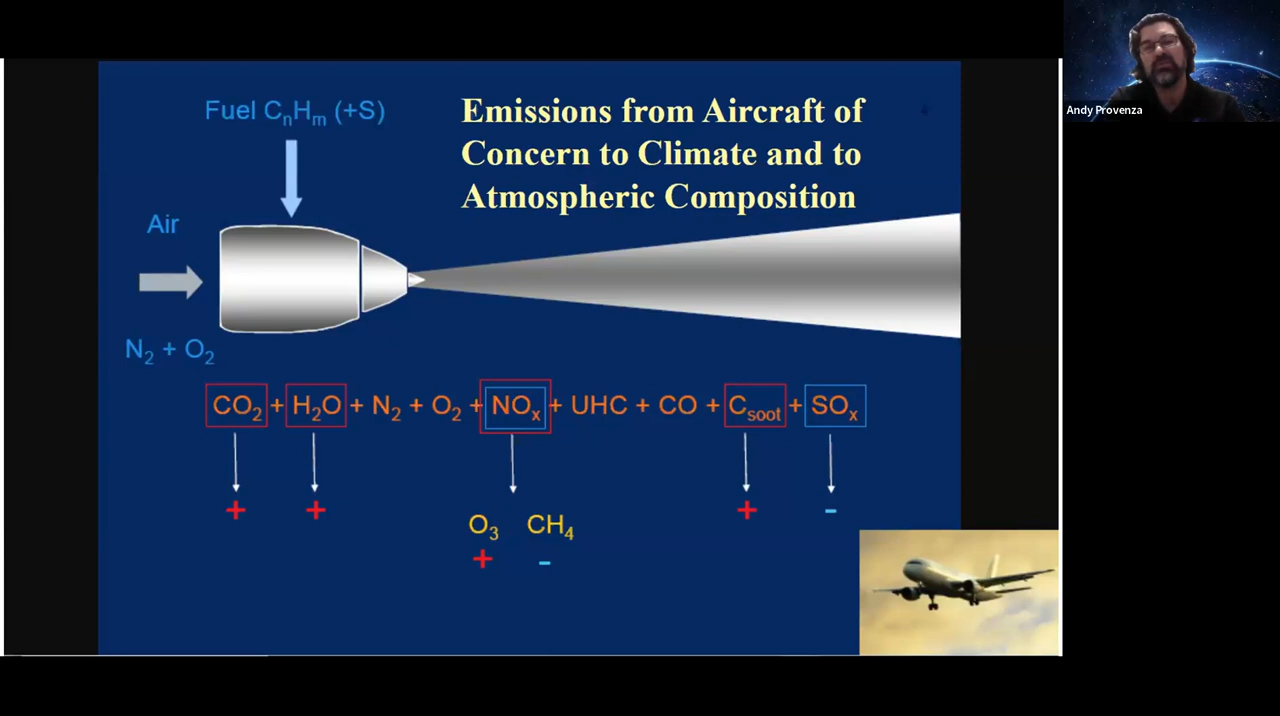 Fuel CₙHₘ (+S)
Emissions from Aircraft of
Concern to Climate and to
Atmospheric Composition
Air
N₂ + O₂
CO₂ + H₂O + N₂ + O₂ + NOₓ + UHC + CO + C_soot + SOₓ
+ + + -
O₃ CH₄
+ -
Andy Provenza